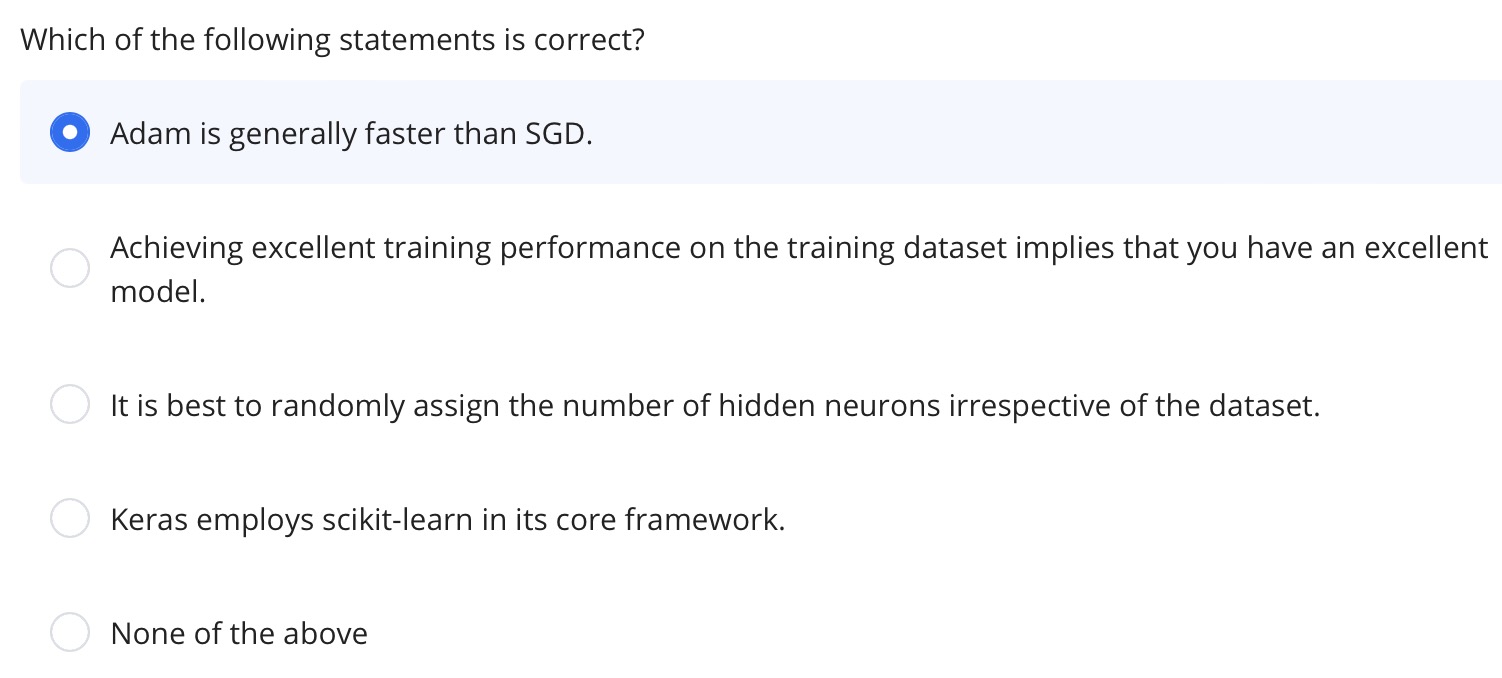 Which of the following statements is correct?
Adam is generally faster than SGD.
Achieving excellent training performance on the training dataset implies that you have an excellent
model.
It is best to randomly assign the number of hidden neurons irrespective of the dataset.
Keras employs scikit-learn in its core framework.
None of the above